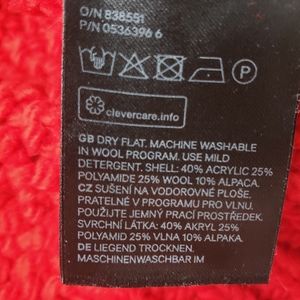 O/N 838551
P/N 0536396 6
P
clevercare.info
GB DRY FLAT. MACHINE WASHABLE
IN WOOL PROGRAM. USE MILD
DETERGENT. SHELL: 40% ACRYLIC 25%
POLYAMIDE 25% WOOL 10% ALPACA.
CZ SUŠENÍ NA VODOROVNÉ PLOŠE.
PRATELNÉ V PROGRAMU PRO VLNU.
POUŽIJTE JEMNÝ PRACÍ PROSTŘEDEK.
SVRCHNÍ LÁTKA: 40% AKRYL 25%
POLYAMID 25% VLNA 10% ALPAKA.
DE LIEGEND TROCKNEN.
MASCHINENWASCHBAR IM